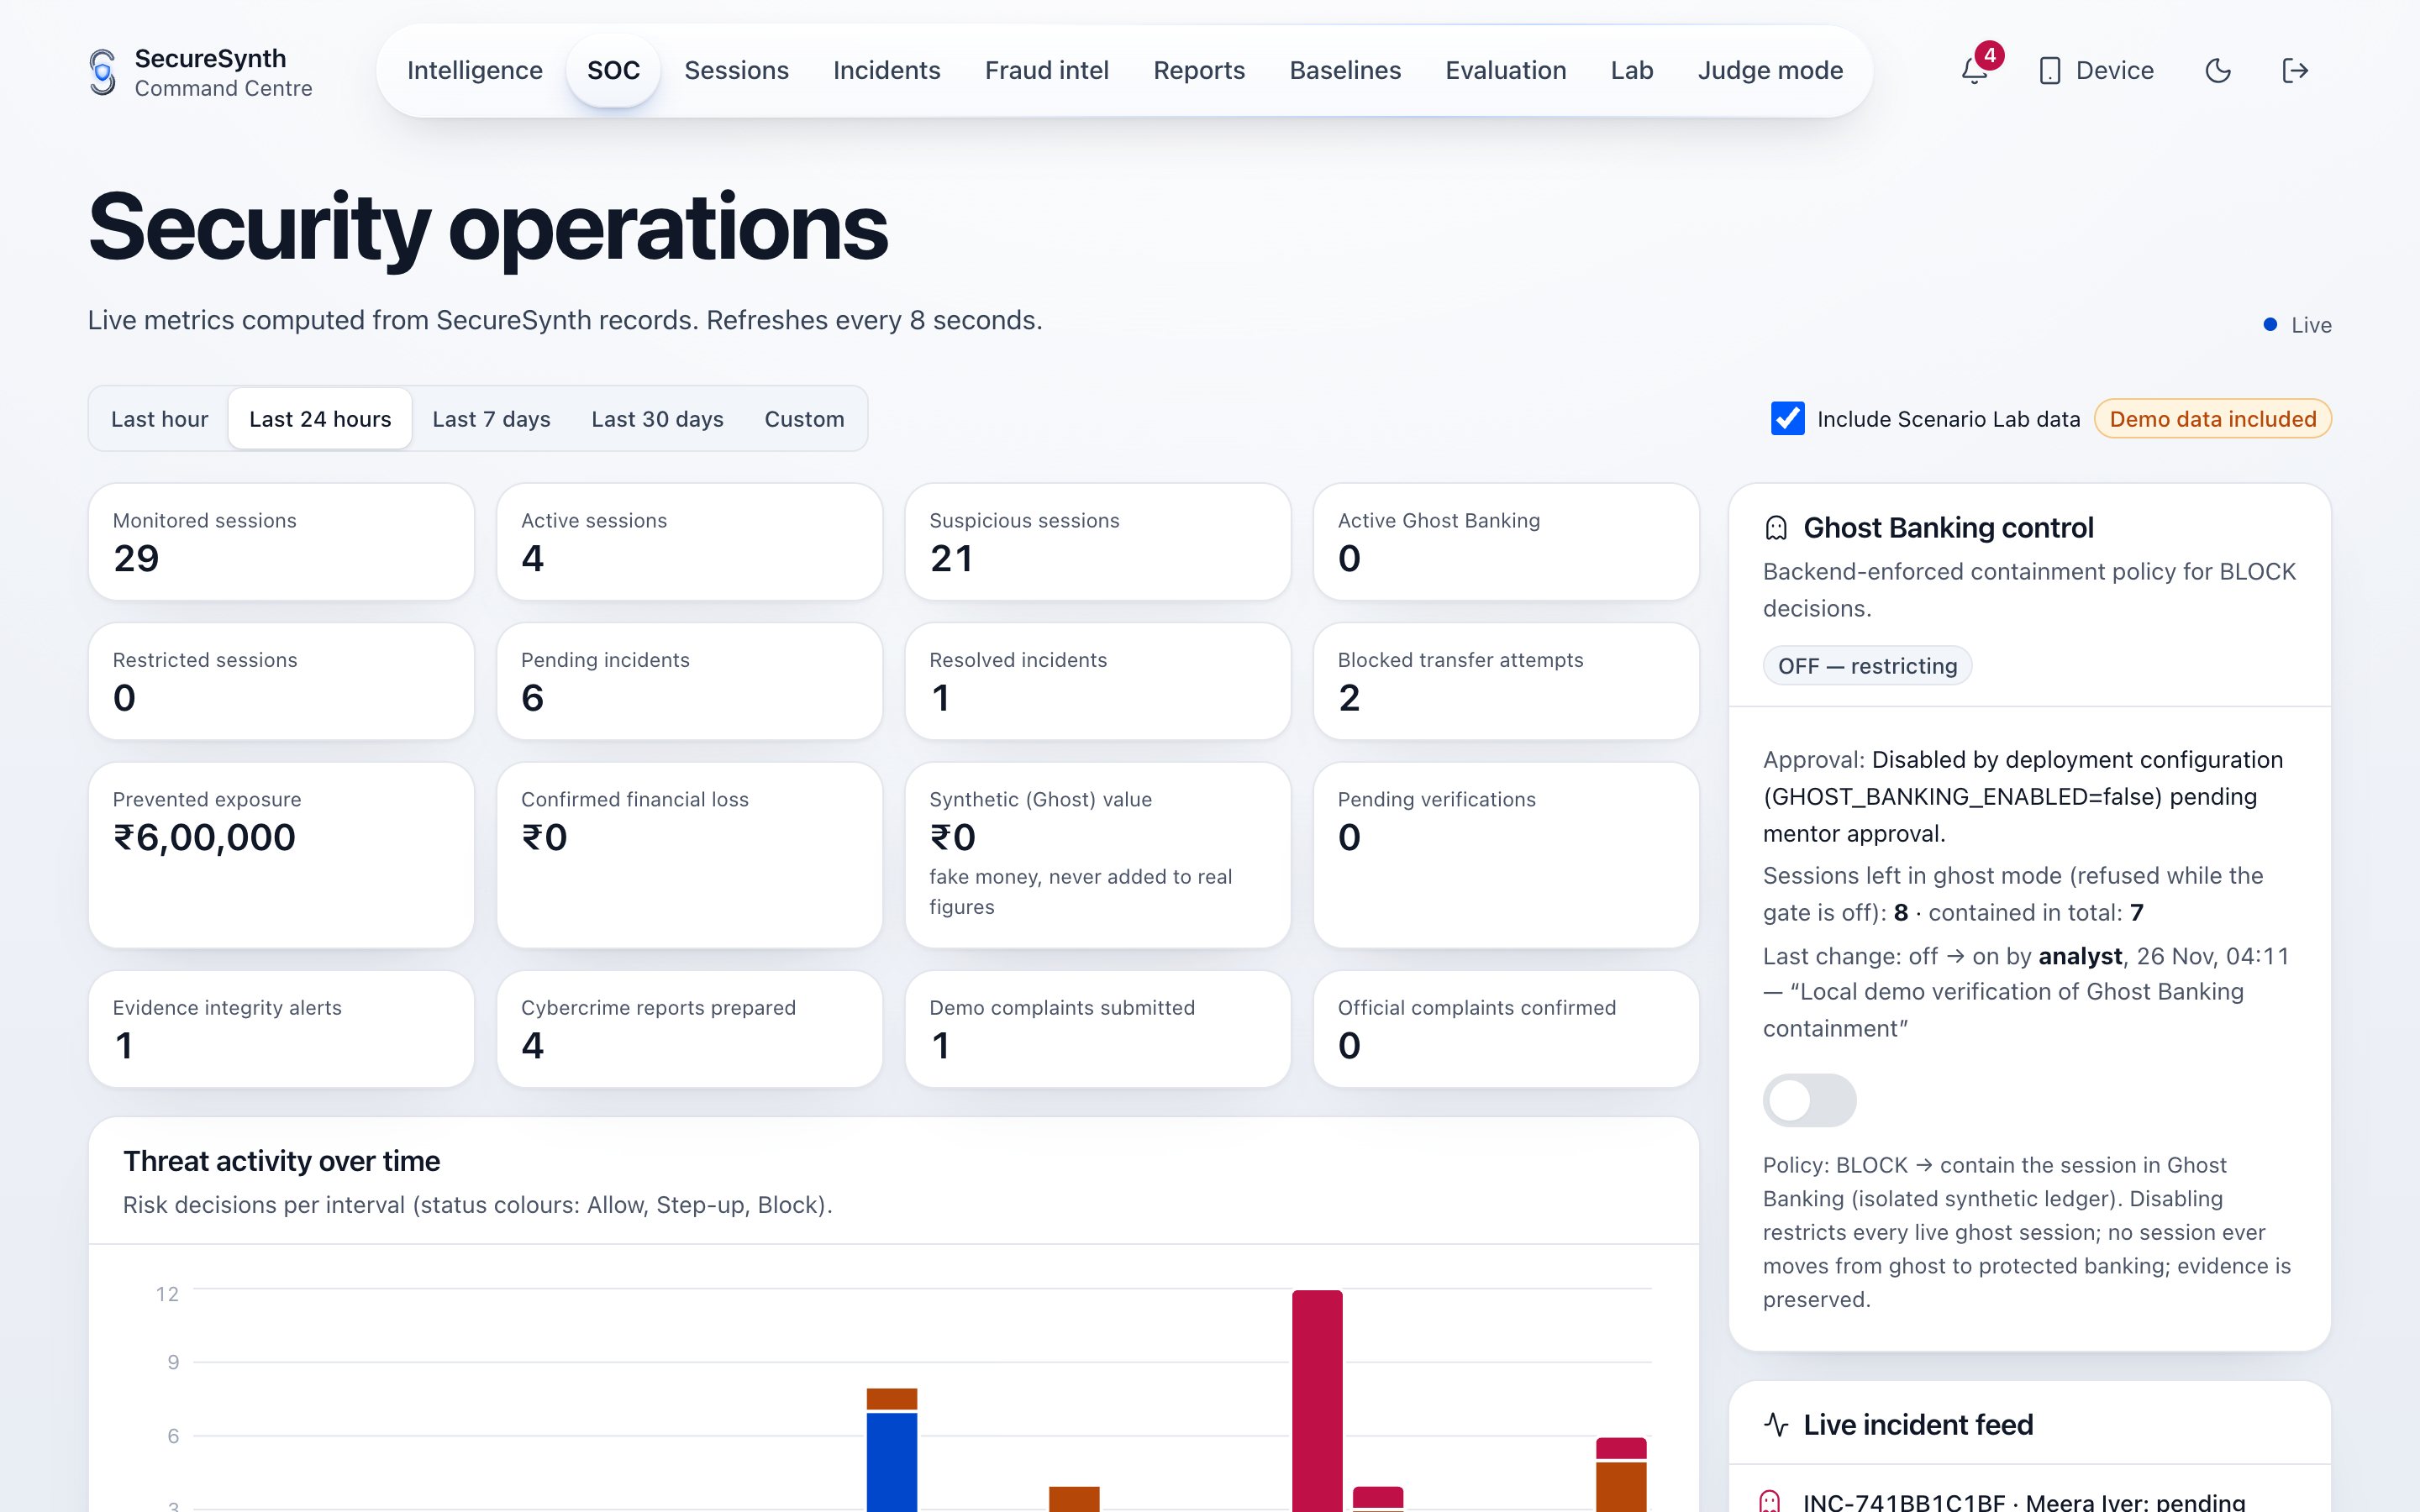 SecureSynth
Command Centre
Intelligence
SOC
Sessions
Incidents
Fraud intel
Reports
Baselines
Evaluation
Lab
Judge mode
4
Device
Security operations
Live metrics computed from SecureSynth records. Refreshes every 8 seconds.
Live
Last hour
Last 24 hours
Last 7 days
Last 30 days
Custom
Include Scenario Lab data
Demo data included
Monitored sessions
29
Active sessions
4
Suspicious sessions
21
Active Ghost Banking
0
Restricted sessions
0
Pending incidents
6
Resolved incidents
1
Blocked transfer attempts
2
Prevented exposure
₹6,00,000
Confirmed financial loss
₹0
Synthetic (Ghost) value
₹0
fake money, never added to real
figures
Pending verifications
0
Evidence integrity alerts
1
Cybercrime reports prepared
4
Demo complaints submitted
1
Official complaints confirmed
0
Threat activity over time
Risk decisions per interval (status colours: Allow, Step-up, Block).
12
9
6
3
Ghost Banking control
Backend-enforced containment policy for BLOCK
decisions.
OFF — restricting
Approval: Disabled by deployment configuration
(GHOST_BANKING_ENABLED=false) pending
mentor approval.
Sessions left in ghost mode (refused while the
gate is off): 8 · contained in total: 7
Last change: off → on by analyst, 26 Nov, 04:11
— “Local demo verification of Ghost Banking
containment”
Policy: BLOCK → contain the session in Ghost
Banking (isolated synthetic ledger). Disabling
restricts every live ghost session; no session ever
moves from ghost to protected banking; evidence is
preserved.
Live incident feed
INC-741BB1C1BF · Meera Iyer: pending